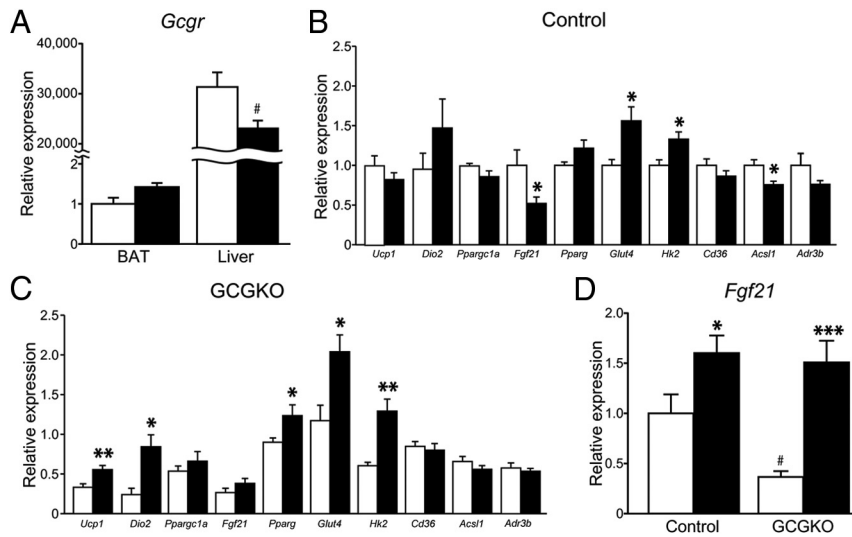 A
Gcgr
Relative expression
40,000
30,000
20,000
2
1
0
#
BAT Liver
B
Control
Relative expression
2.5
2.0
1.5
1.0
0.5
0
* * * *
Ucp1 Dio2 Ppargc1a Fgf21 Pparg Glut4 Hk2 Cd36 Acsl1 Adr3b
C
GCGKO
Relative expression
2.5
2.0
1.5
1.0
0.5
0
** * * * **
Ucp1 Dio2 Ppargc1a Fgf21 Pparg Glut4 Hk2 Cd36 Acsl1 Adr3b
D
Fgf21
Relative expression
2.0
1.5
1.0
0.5
0
* # ***
Control GCGKO